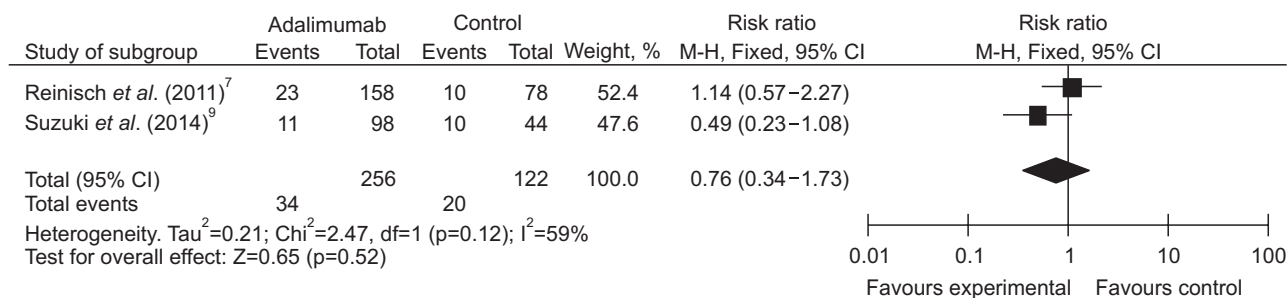 Adalimumab Control Risk ratio Risk ratio
Study of subgroup Events Total Events Total Weight, % M-H, Fixed, 95% CI M-H, Fixed, 95% CI
Reinisch et al. (2011)7 23 158 10 78 52.4 1.14 (0.57−2.27)
Suzuki et al. (2014)9 11 98 10 44 47.6 0.49 (0.23−1.08)
Total (95% CI) 256 122 100.0 0.76 (0.34−1.73)
Total events 34 20
Heterogeneity. Tau2=0.21; Chi2=2.47, df=1 (p=0.12); I2=59%
Test for overall effect: Z=0.65 (p=0.52)
0.01 0.1 1 10 100
Favours experimental Favours control